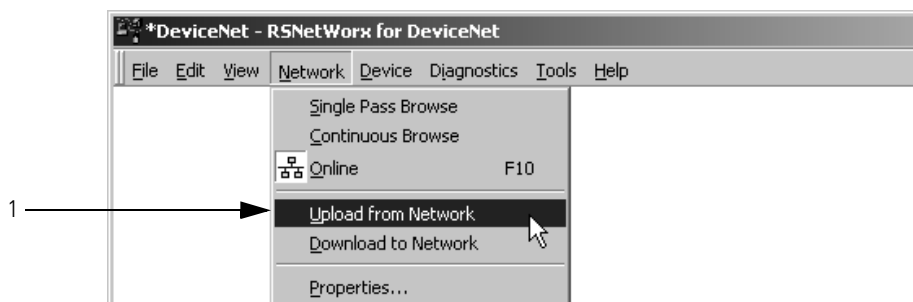 *DeviceNet - RSNetWorx for DeviceNet
File Edit View Network Device Diagnostics Tools Help
Single Pass Browse
Continuous Browse
Online F10
1
Upload from Network
Download to Network
Properties...